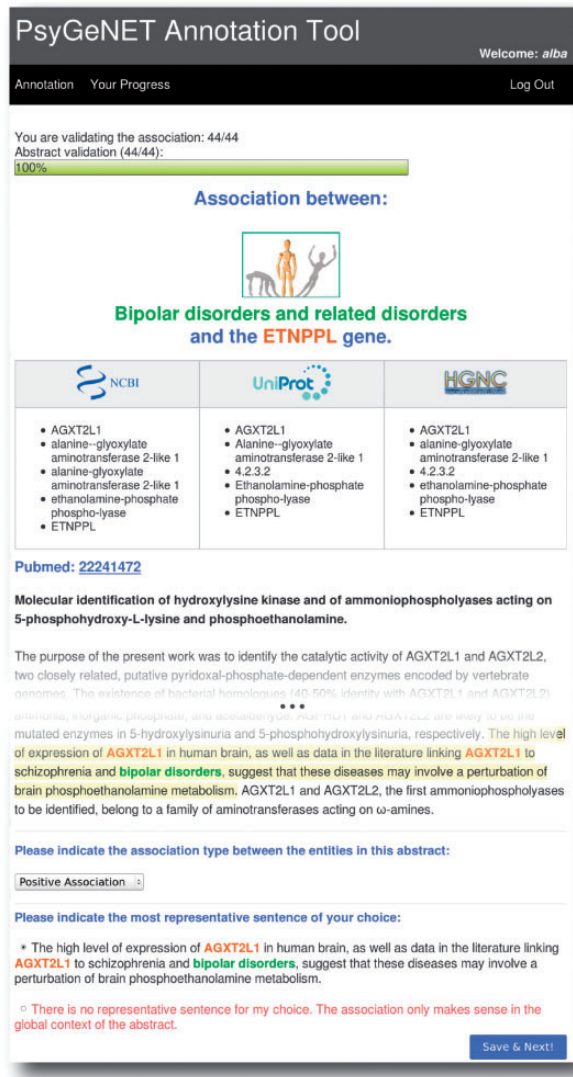 PsyGeNET Annotation Tool
Welcome: alba
Annotation Your Progress Log Out
You are validating the association: 44/44
Abstract validation (44/44):
100%
Association between:
Bipolar disorders and related disorders
and the ETNPPL gene.
NCBI
UniProt
HGNC
• AGXT2L1
• alanine--glyoxylate
aminotransferase 2-like 1
• alanine-glyoxylate
aminotransferase 2-like 1
• ethanolamine-phosphate
phospho-lyase
• ETNPPL
• AGXT2L1
• Alanine--glyoxylate
aminotransferase 2-like 1
• 4.2.3.2
• Ethanolamine-phosphate
phospho-lyase
• ETNPPL
• AGXT2L1
• alanine-glyoxylate
aminotransferase 2-like 1
• 4.2.3.2
• ethanolamine-phosphate
phospho-lyase
• ETNPPL
Pubmed: 22241472
Molecular identification of hydroxylysine kinase and of ammoniophospholyases acting on
5-phosphohydroxy-L-lysine and phosphoethanolamine.
The purpose of the present work was to identify the catalytic activity of AGXT2L1 and AGXT2L2,
two closely related, putative pyridoxal-phosphate-dependent enzymes encoded by vertebrate
genomes. The existence of bacterial homologues (40-50% identity with AGXT2L1 and AGXT2L2)
•••
ammonia, inorganic phosphate, and acetaldehyde. and AGXT2L2 are likely to be the
mutated enzymes in 5-hydroxylysinuria and 5-phosphohydroxylysinuria, respectively. The high level
of expression of AGXT2L1 in human brain, as well as data in the literature linking AGXT2L1 to
schizophrenia and bipolar disorders, suggest that these diseases may involve a perturbation of
brain phosphoethanolamine metabolism. AGXT2L1 and AGXT2L2, the first ammoniophospholyases
to be identified, belong to a family of aminotransferases acting on ω-amines.
Please indicate the association type between the entities in this abstract:
Positive Association
Please indicate the most representative sentence of your choice:
The high level of expression of AGXT2L1 in human brain, as well as data in the literature linking
AGXT2L1 to schizophrenia and bipolar disorders, suggest that these diseases may involve a
perturbation of brain phosphoethanolamine metabolism.
There is no representative sentence for my choice. The association only makes sense in the
global context of the abstract.
Save & Next!